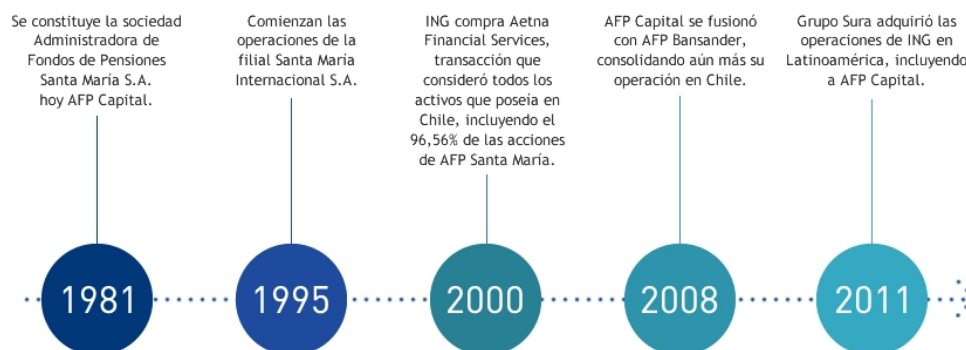 Se constituye la sociedad
Administradora de
Fondos de Pensiones
Santa María S.A.
hoy AFP Capital.
Comienzan las
operaciones de la
filial Santa María
Internacional S.A.
ING compra Aetna
Financial Services,
transacción que
consideró todos los
activos que poseía en
Chile, incluyendo el
96,56% de las acciones
de AFP Santa María.
AFP Capital se fusionó
con AFP Bansander,
consolidando aún más su
operación en Chile.
Grupo Sura adquirió las
operaciones de ING en
Latinoamérica, incluyendo
a AFP Capital.
1981
1995
2000
2008
2011